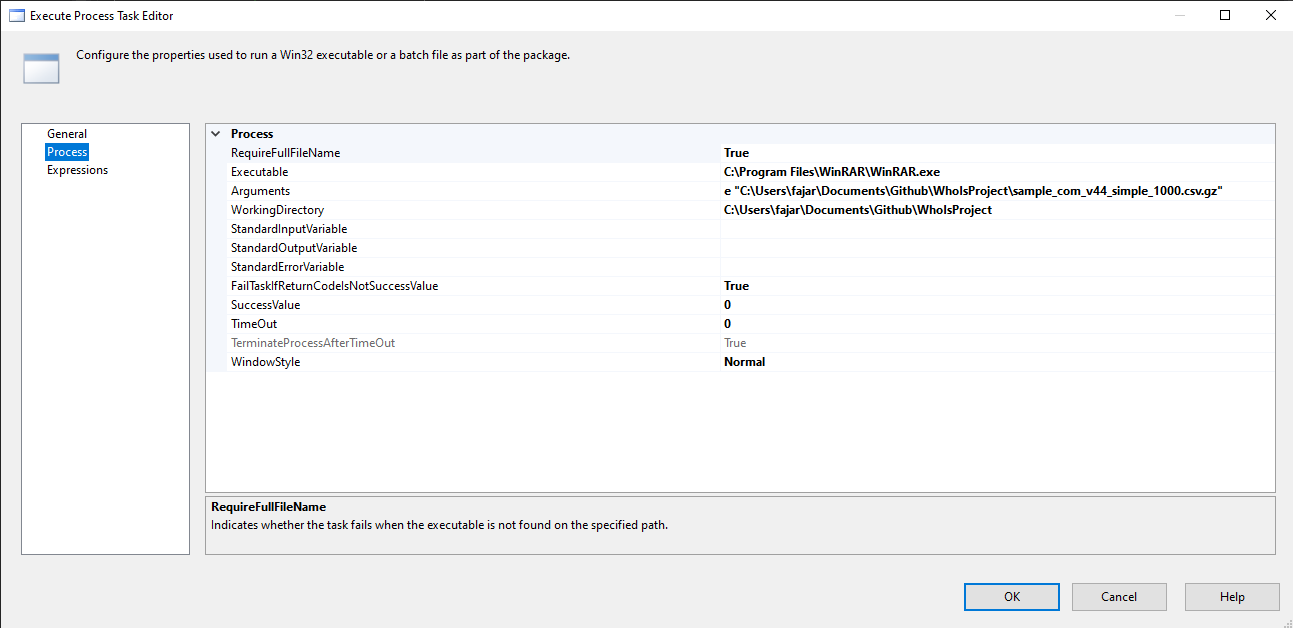 Execute Process Task Editor
Configure the properties used to run a Win32 executable or a batch file as part of the package.
General
Process
Expressions
Process
RequireFullFileName True
Executable C:\Program Files\WinRAR\WinRAR.exe
Arguments e "C:\Users\fajar\Documents\Github\WhoIsProject\sample_com_v44_simple_1000.csv.gz"
WorkingDirectory C:\Users\fajar\Documents\Github\WhoIsProject
StandardInputVariable
StandardOutputVariable
StandardErrorVariable
FailTaskIfReturnCodeIsNotSuccessValue True
SuccessValue 0
TimeOut 0
TerminateProcessAfterTimeOut True
WindowStyle Normal
RequireFullFileName
Indicates whether the task fails when the executable is not found on the specified path.
OK Cancel Help